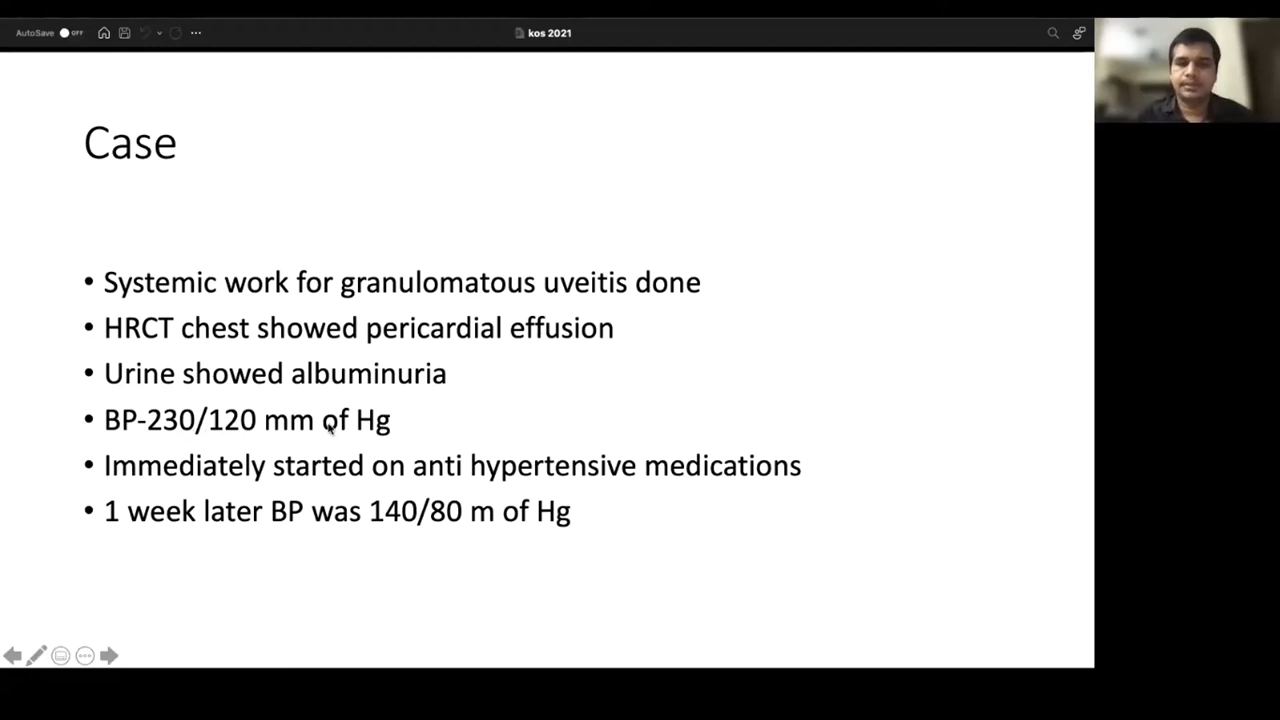 AutoSave OFF
kos 2021
Case
• Systemic work for granulomatous uveitis done
• HRCT chest showed pericardial effusion
• Urine showed albuminuria
• BP-230/120 mm of Hg
• Immediately started on anti hypertensive medications
• 1 week later BP was 140/80 m of Hg